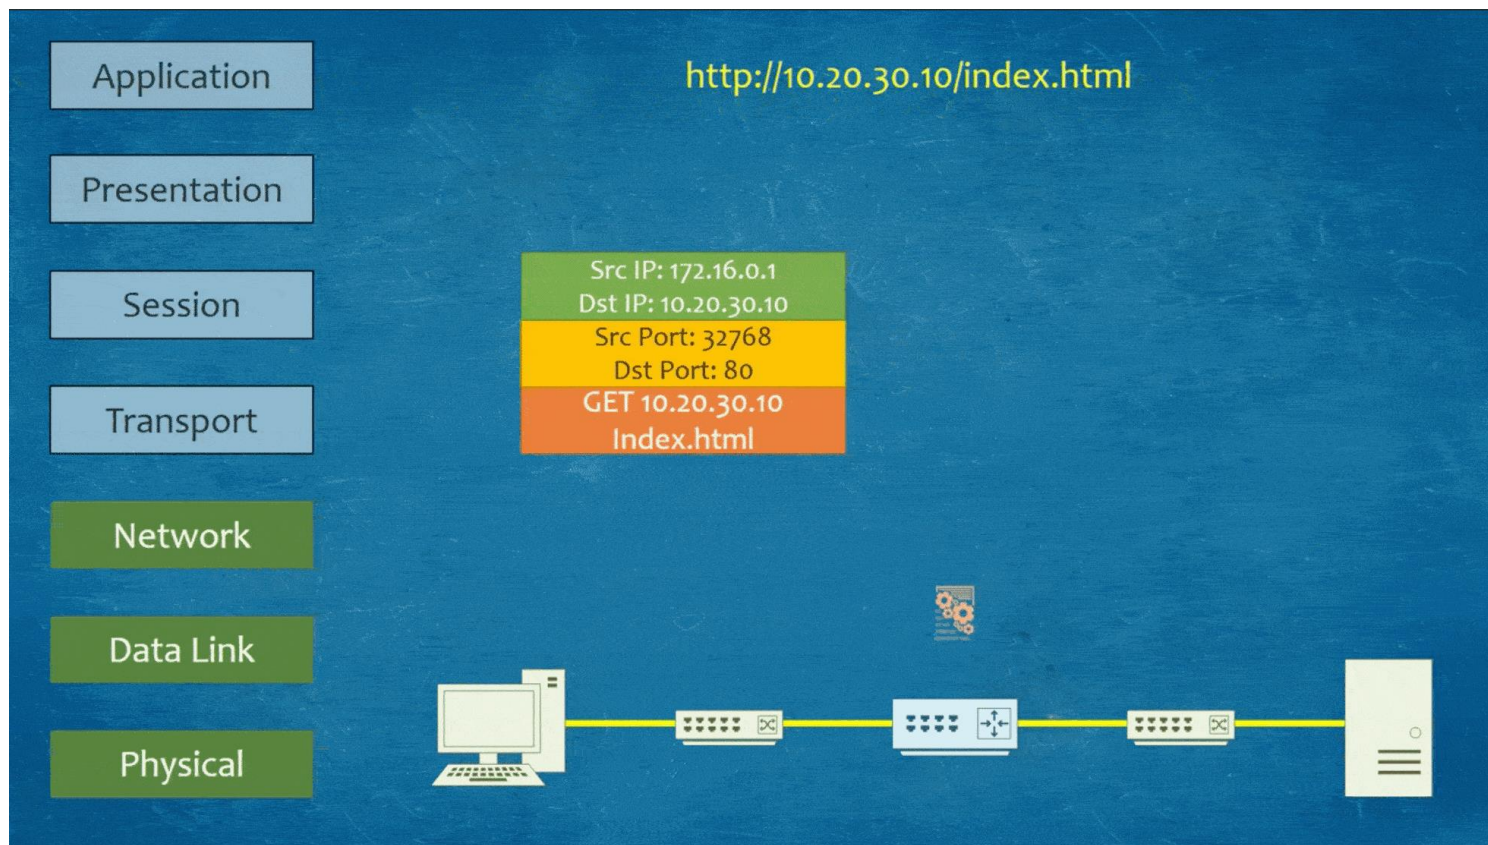 Application
http://10.20.30.10/index.html
Presentation
Session
Transport
Network
Data Link
Physical
Src IP: 172.16.0.1
Dst IP: 10.20.30.10
Src Port: 32768
Dst Port: 80
GET 10.20.30.10
Index.html